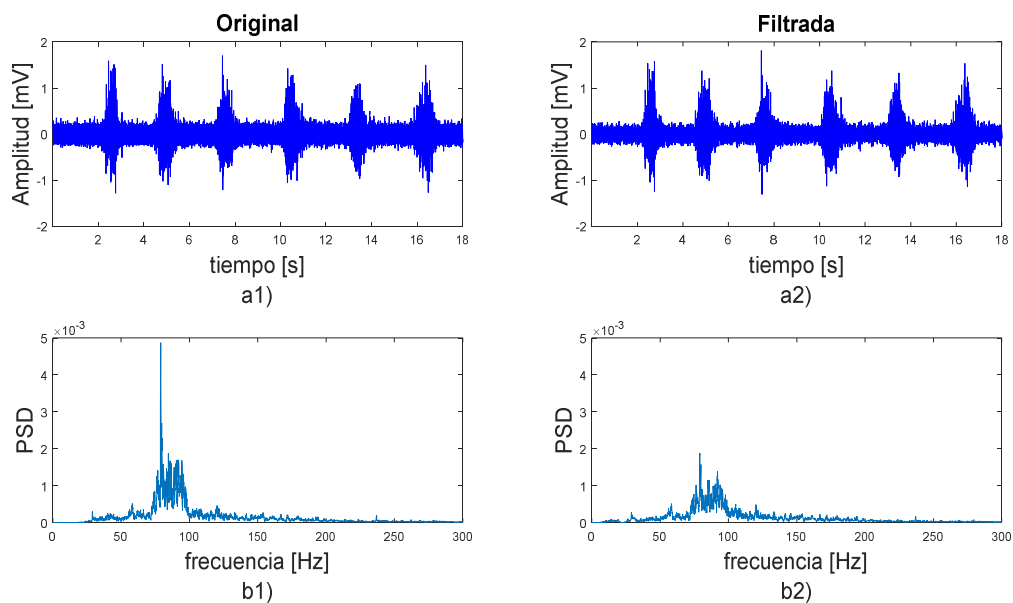 Original
Amplitud [mV]
2
1
0
-1
-2
2 4 6 8 10 12 14 16 18
tiempo [s]
a1)
Filtrada
Amplitud [mV]
2
1
0
-1
-2
2 4 6 8 10 12 14 16 18
tiempo [s]
a2)
×10⁻³
PSD
5
4
3
2
1
0
0 50 100 150 200 250 300
frecuencia [Hz]
b1)
×10⁻³
PSD
5
4
3
2
1
0
0 50 100 150 200 250 300
frecuencia [Hz]
b2)